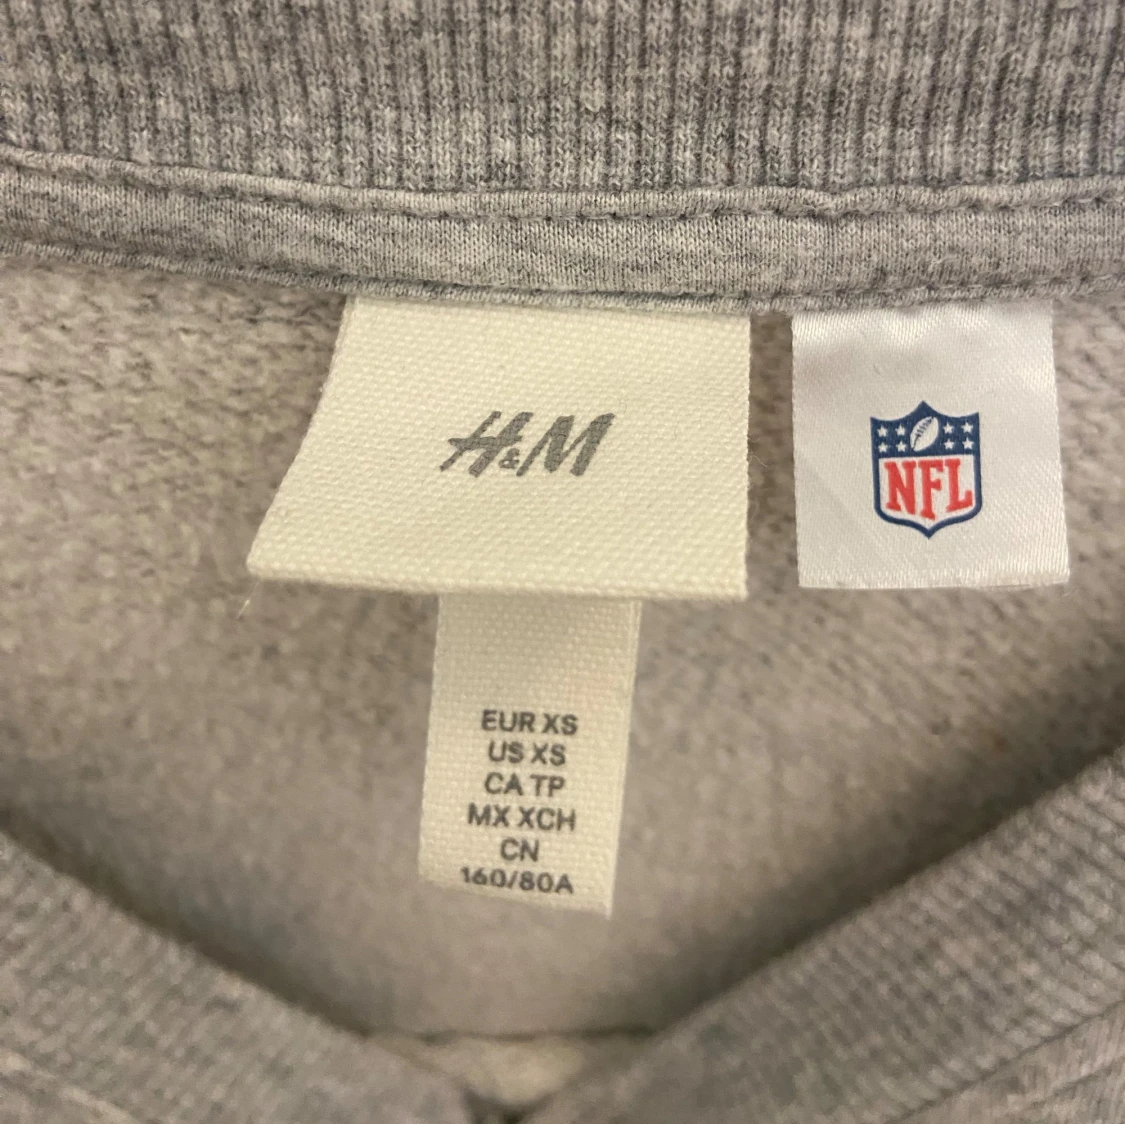 H&M
NFL
EUR XS
US XS
CA TP
MX XCH
CN
160/80A